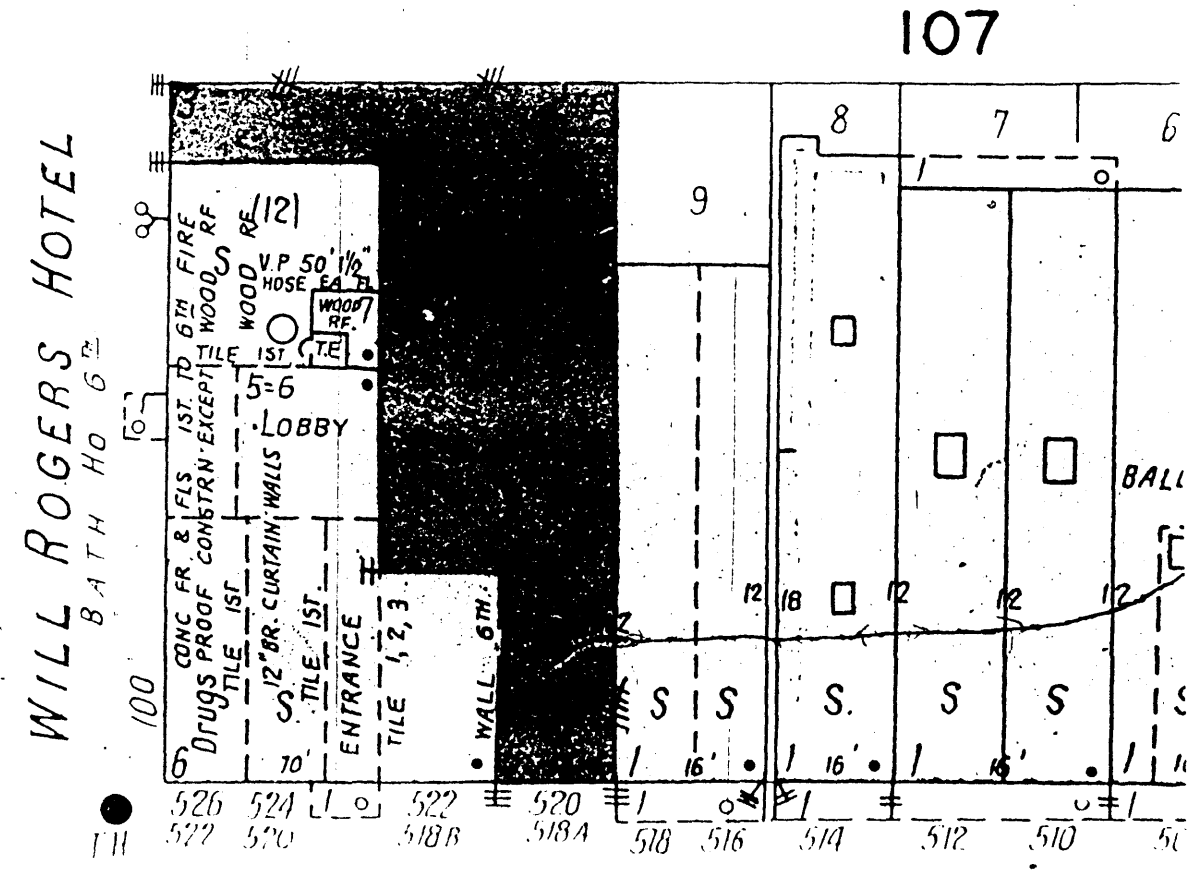 107
8
7
6
9
WILL ROGERS HOTEL
BATH HO 6TH
100
(12)
CONC FR & FLS 1ST TO 6TH FIRE
PROOF CONSTRN·EXCEPT WOOD RF
S
WOOD RF
V.P 50' 1½"
HOSE EA FL
WOOD
RF.
7
T.E
TILE 1ST
5=6
LOBBY
12" BR. CURTAIN WALLS
Drugs
S
TILE 1ST
S
TILE 1ST.
ENTRANCE
TILE 1, 2, 3.
WALL 6TH.
6
70'
BALL
12
18
12
12
12
S
S
S.
S
S
S
1
16'
1
16'
1
16'
1
1
526
524
1
522
520
1
522
520
518B
518A
518
516
514
512
510